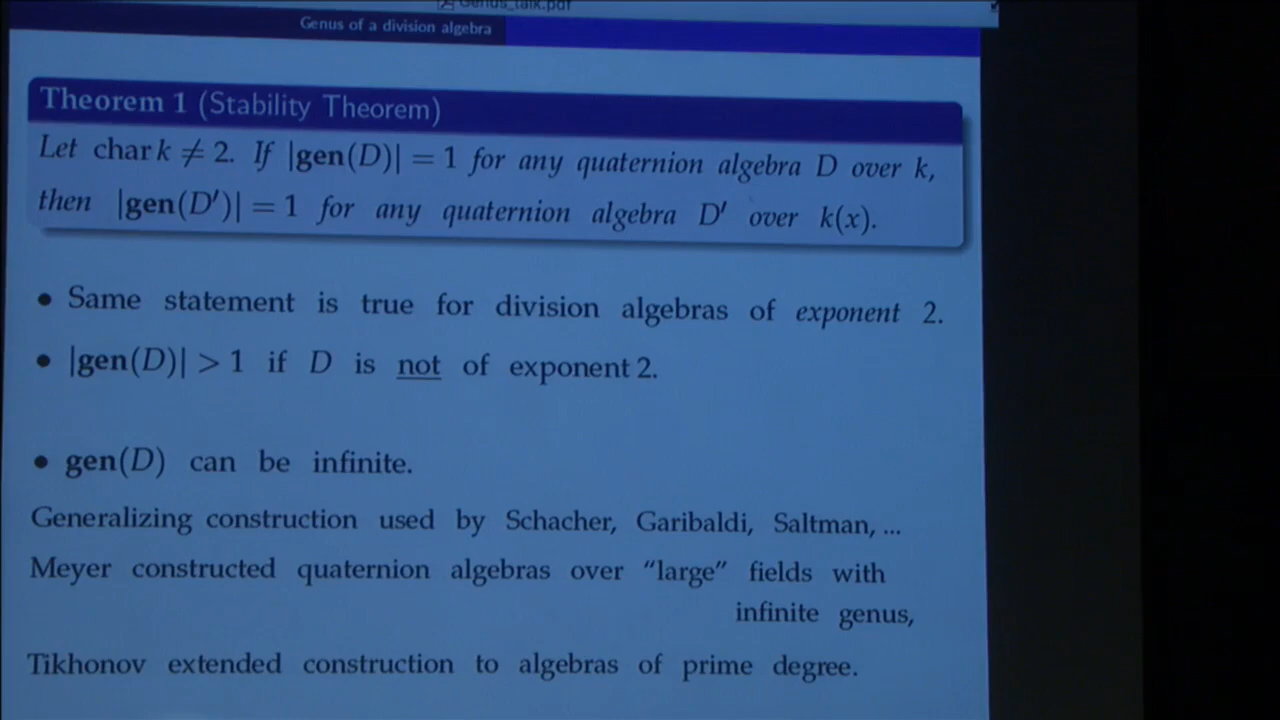 Genus_talk.pdf
Genus of a division algebra
Theorem 1 (Stability Theorem)
Let char k ≠ 2. If |gen(D)| = 1 for any quaternion algebra D over k,
then |gen(D′)| = 1 for any quaternion algebra D′ over k(x).
• Same statement is true for division algebras of exponent 2.
• |gen(D)| > 1 if D is not of exponent 2.
• gen(D) can be infinite.
Generalizing construction used by Schacher, Garibaldi, Saltman, ...
Meyer constructed quaternion algebras over “large” fields with
infinite genus,
Tikhonov extended construction to algebras of prime degree.